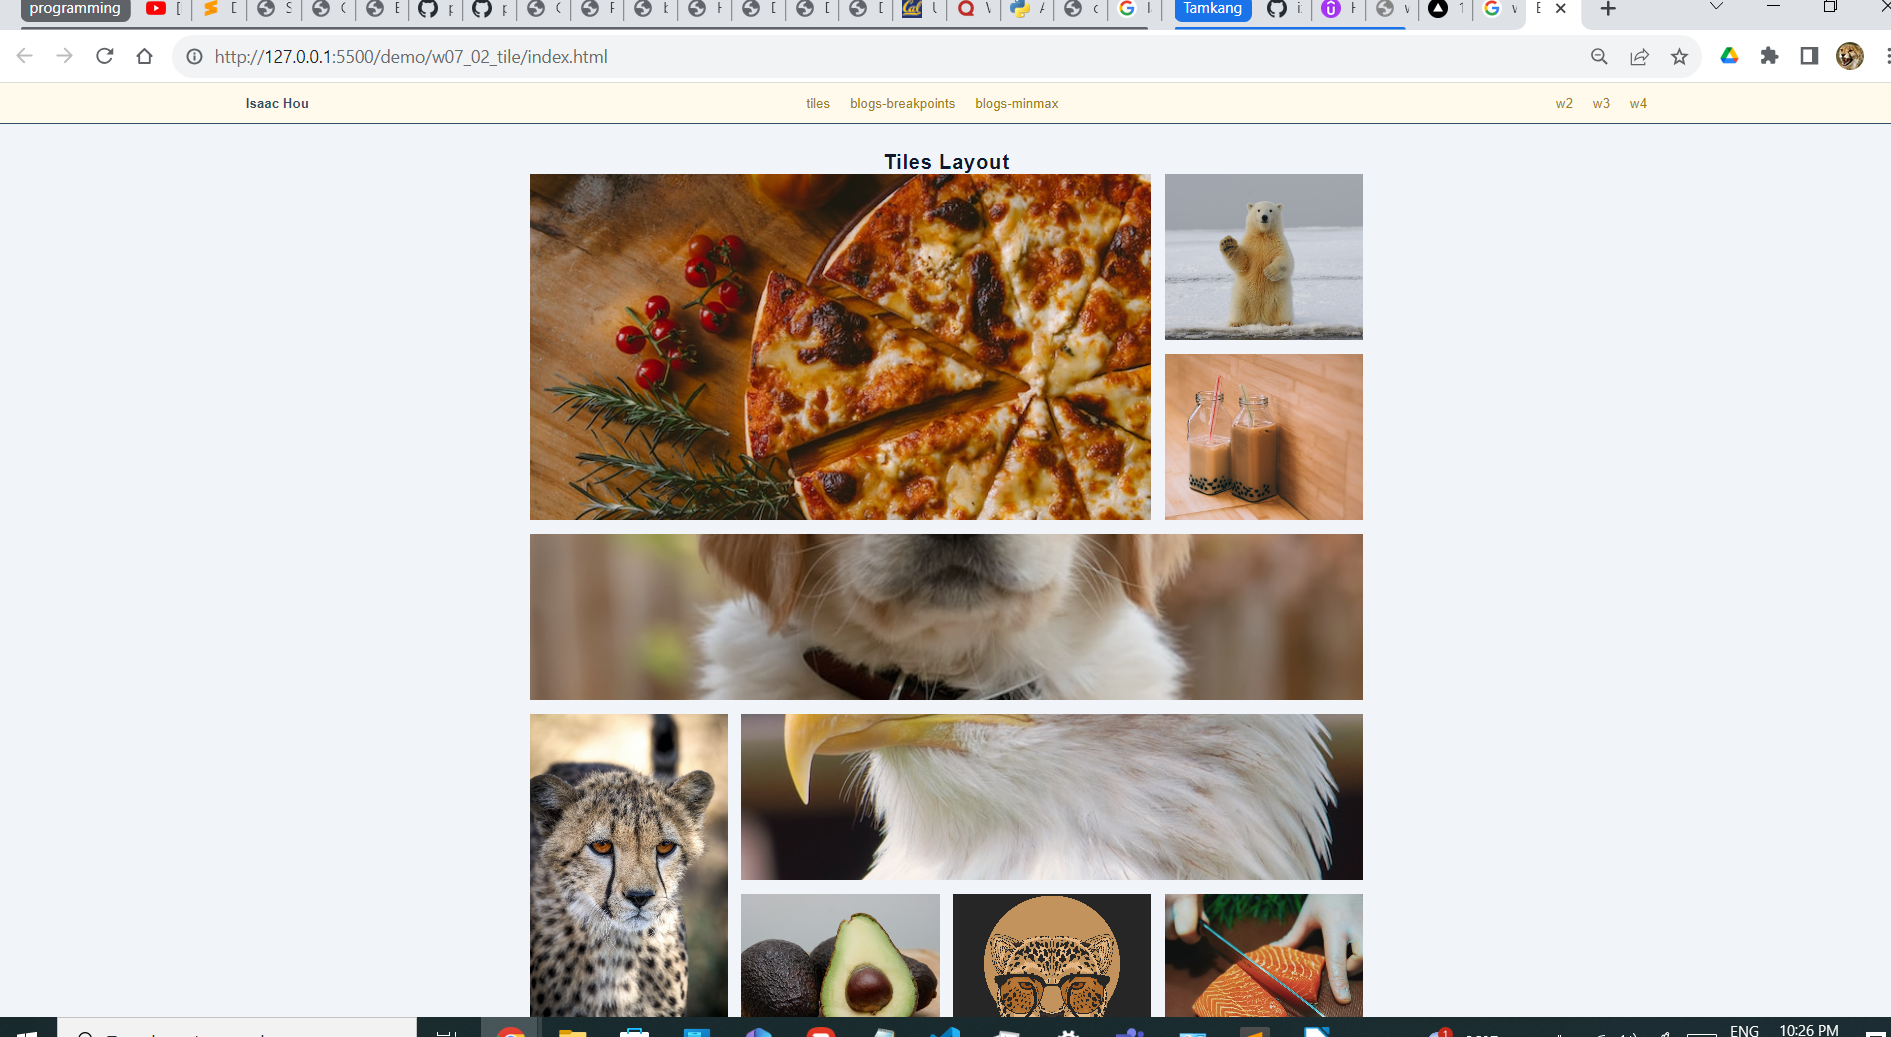 programming
Tamkang
http://127.0.0.1:5500/demo/w07_02_tile/index.html
Isaac Hou
tiles blogs-breakpoints blogs-minmax
w2 w3 w4
Tiles Layout
ENG
10:26 PM